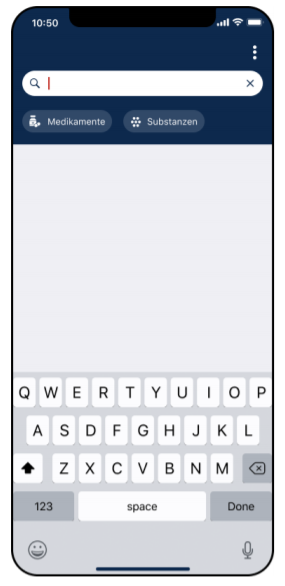 10:50
Medikamente Substanzen
Q W E R T Y U I O P
A S D F G H J K L
Z X C V B N M
123 space Done